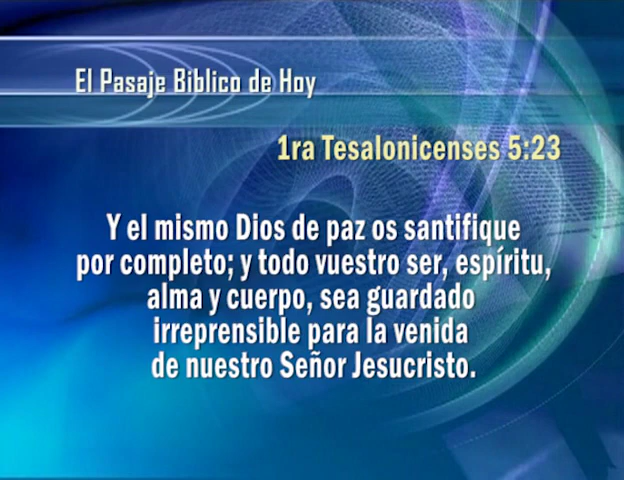 El Pasaje Biblico de Hoy
1ra Tesalonicenses 5:23
Y el mismo Dios de paz os santifique
por completo; y todo vuestro ser, espíritu,
alma y cuerpo, sea guardado
irreprensible para la venida
de nuestro Señor Jesucristo.